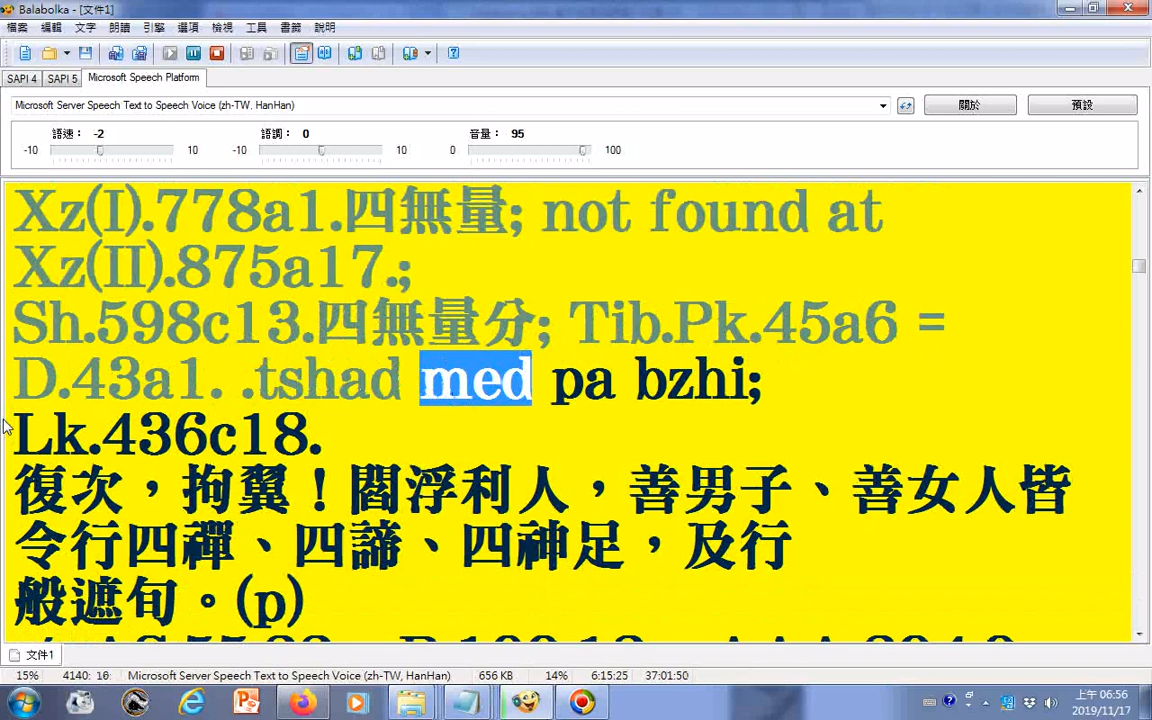 Balabolka - [文件1]
檔案 編輯 文字 朗讀 引擎 選項 檢視 工具 書籤 說明
SAPI 4 SAPI 5 Microsoft Speech Platform
Microsoft Server Speech Text to Speech Voice (zh-TW, HanHan) 關於 預設
語速： -2 語調： 0 音量： 95
-10 10 -10 10 0 100
Xz(I).778a1.四無量; not found at
Xz(II).875a17.;
Sh.598c13.四無量分; Tib.Pk.45a6 =
D.43a1. .tshad med pa bzhi;
Lk.436c18.
復次，拘翼！閻浮利人，善男子、善女人皆
令行四禪、四諦、四神足，及行
般遮旬。(p)
文件1
15% 4140: 16 Microsoft Server Speech Text to Speech Voice (zh-TW, HanHan) 656 KB 14% 6:15:25 37:01:50
上午 06:56
2019/11/17